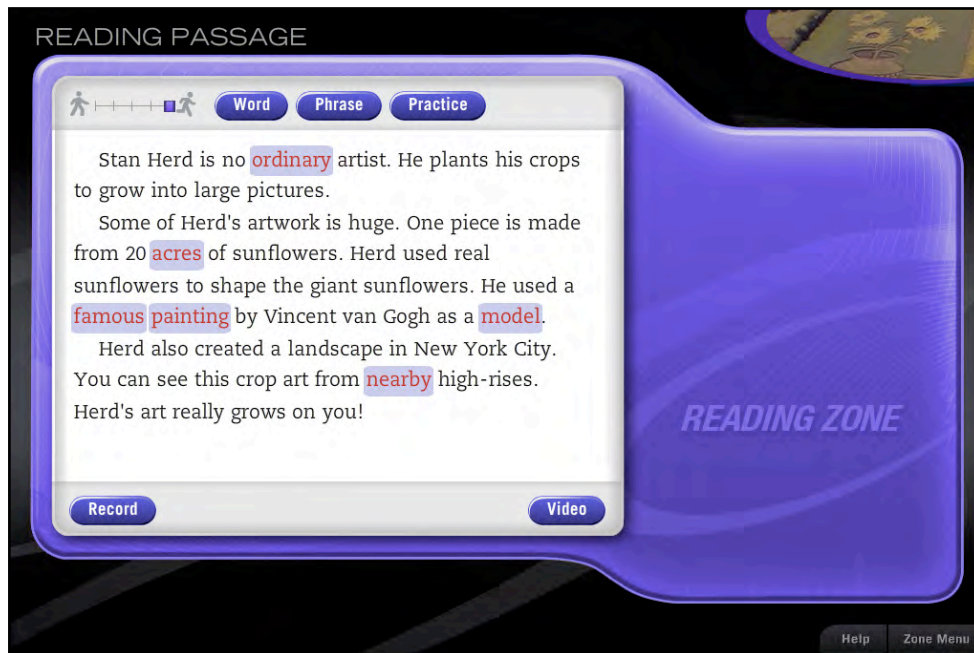 READING PASSAGE
Word Phrase Practice
Stan Herd is no ordinary artist. He plants his crops
to grow into large pictures.
Some of Herd's artwork is huge. One piece is made
from 20 acres of sunflowers. Herd used real
sunflowers to shape the giant sunflowers. He used a
famous painting by Vincent van Gogh as a model.
Herd also created a landscape in New York City.
You can see this crop art from nearby high-rises.
Herd's art really grows on you!
READING ZONE
Record Video
Help Zone Menu